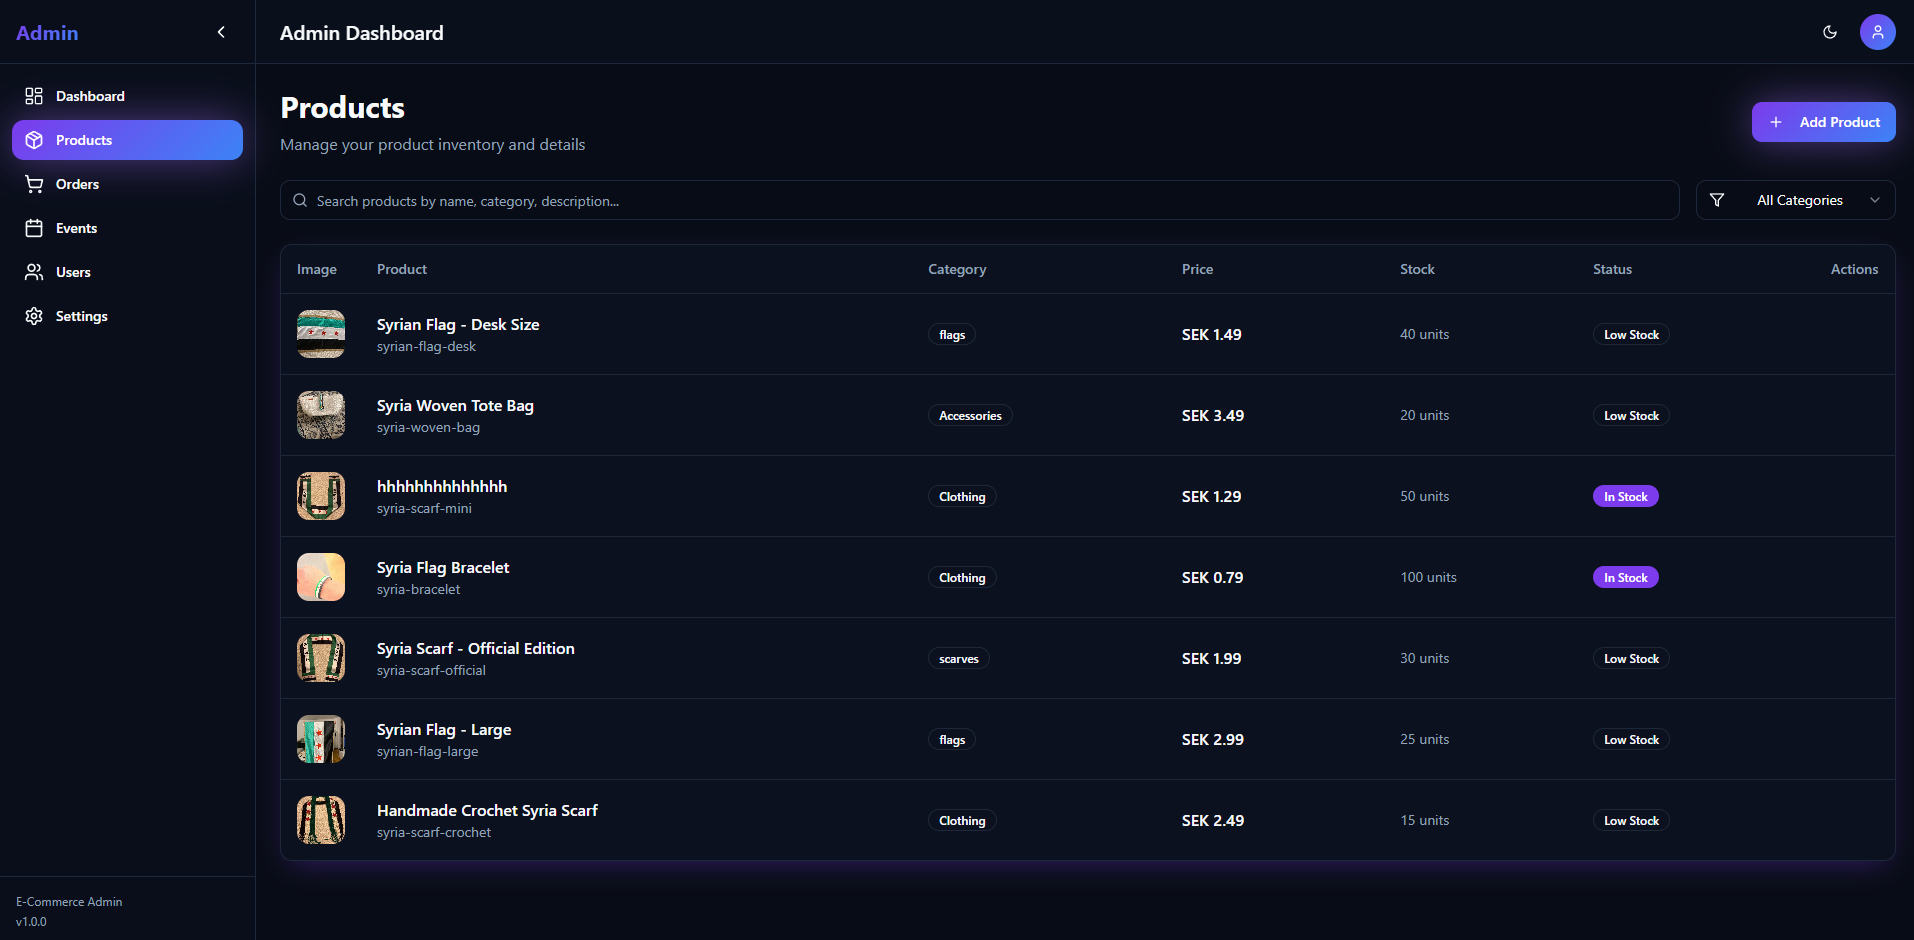 Admin
Admin Dashboard
Dashboard
Products
Orders
Events
Users
Settings
E-Commerce Admin
v1.0.0
Products
Manage your product inventory and details
Add Product
Search products by name, category, description...
All Categories
Image Product Category Price Stock Status Actions
Syrian Flag - Desk Size
syrian-flag-desk
flags
SEK 1.49
40 units
Low Stock
Syria Woven Tote Bag
syria-woven-bag
Accessories
SEK 3.49
20 units
Low Stock
hhhhhhhhhhhhhh
syria-scarf-mini
Clothing
SEK 1.29
50 units
In Stock
Syria Flag Bracelet
syria-bracelet
Clothing
SEK 0.79
100 units
In Stock
Syria Scarf - Official Edition
syria-scarf-official
scarves
SEK 1.99
30 units
Low Stock
Syrian Flag - Large
syrian-flag-large
flags
SEK 2.99
25 units
Low Stock
Handmade Crochet Syria Scarf
syria-scarf-crochet
Clothing
SEK 2.49
15 units
Low Stock